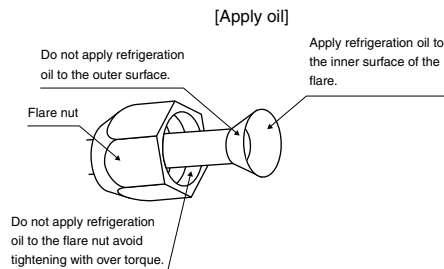 [Apply oil]
Do not apply refrigeration
oil to the outer surface.
Apply refrigeration oil to
the inner surface of the
flare.
Flare nut
Do not apply refrigeration
oil to the flare nut avoid
tightening with over torque.